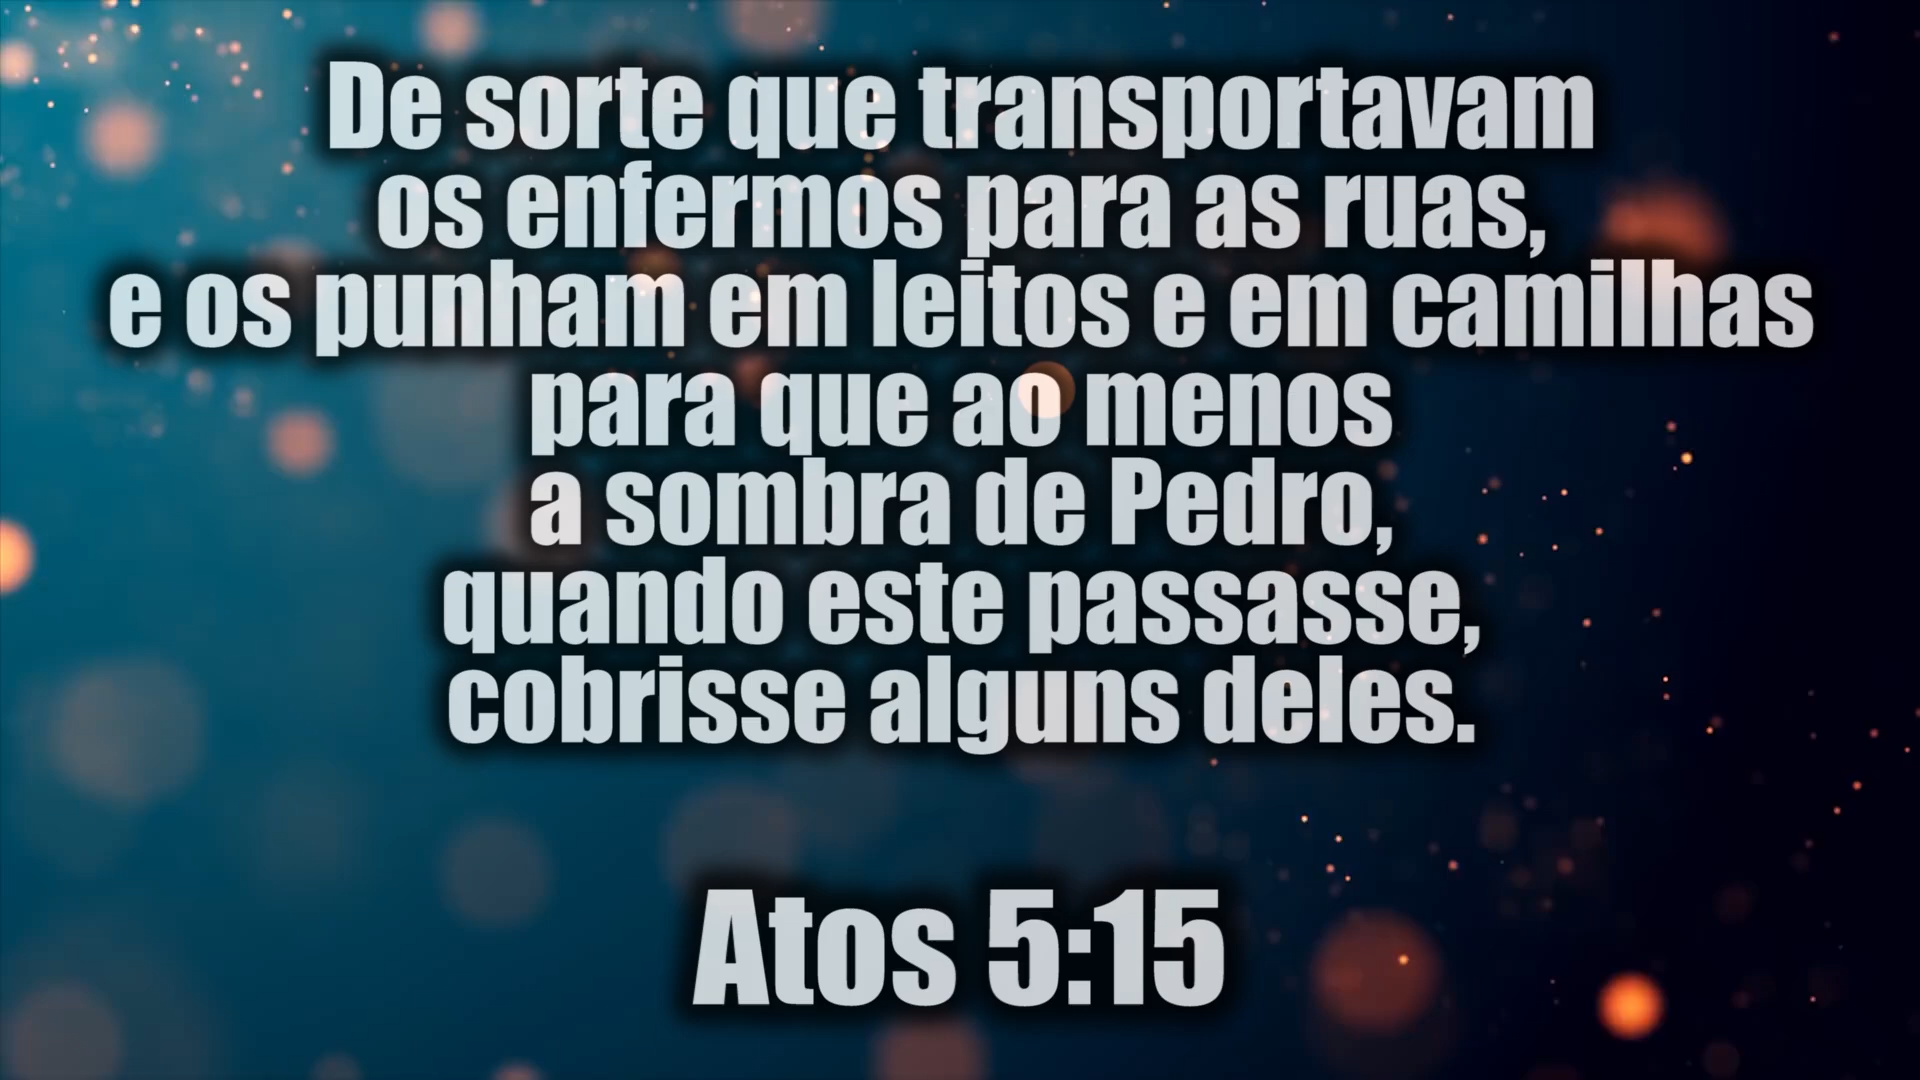 De sorte que transportavam
os enfermos para as ruas,
e os punham em leitos e em camilhas
para que ao menos
a sombra de Pedro,
quando este passasse,
cobrisse alguns deles.
Atos 5:15